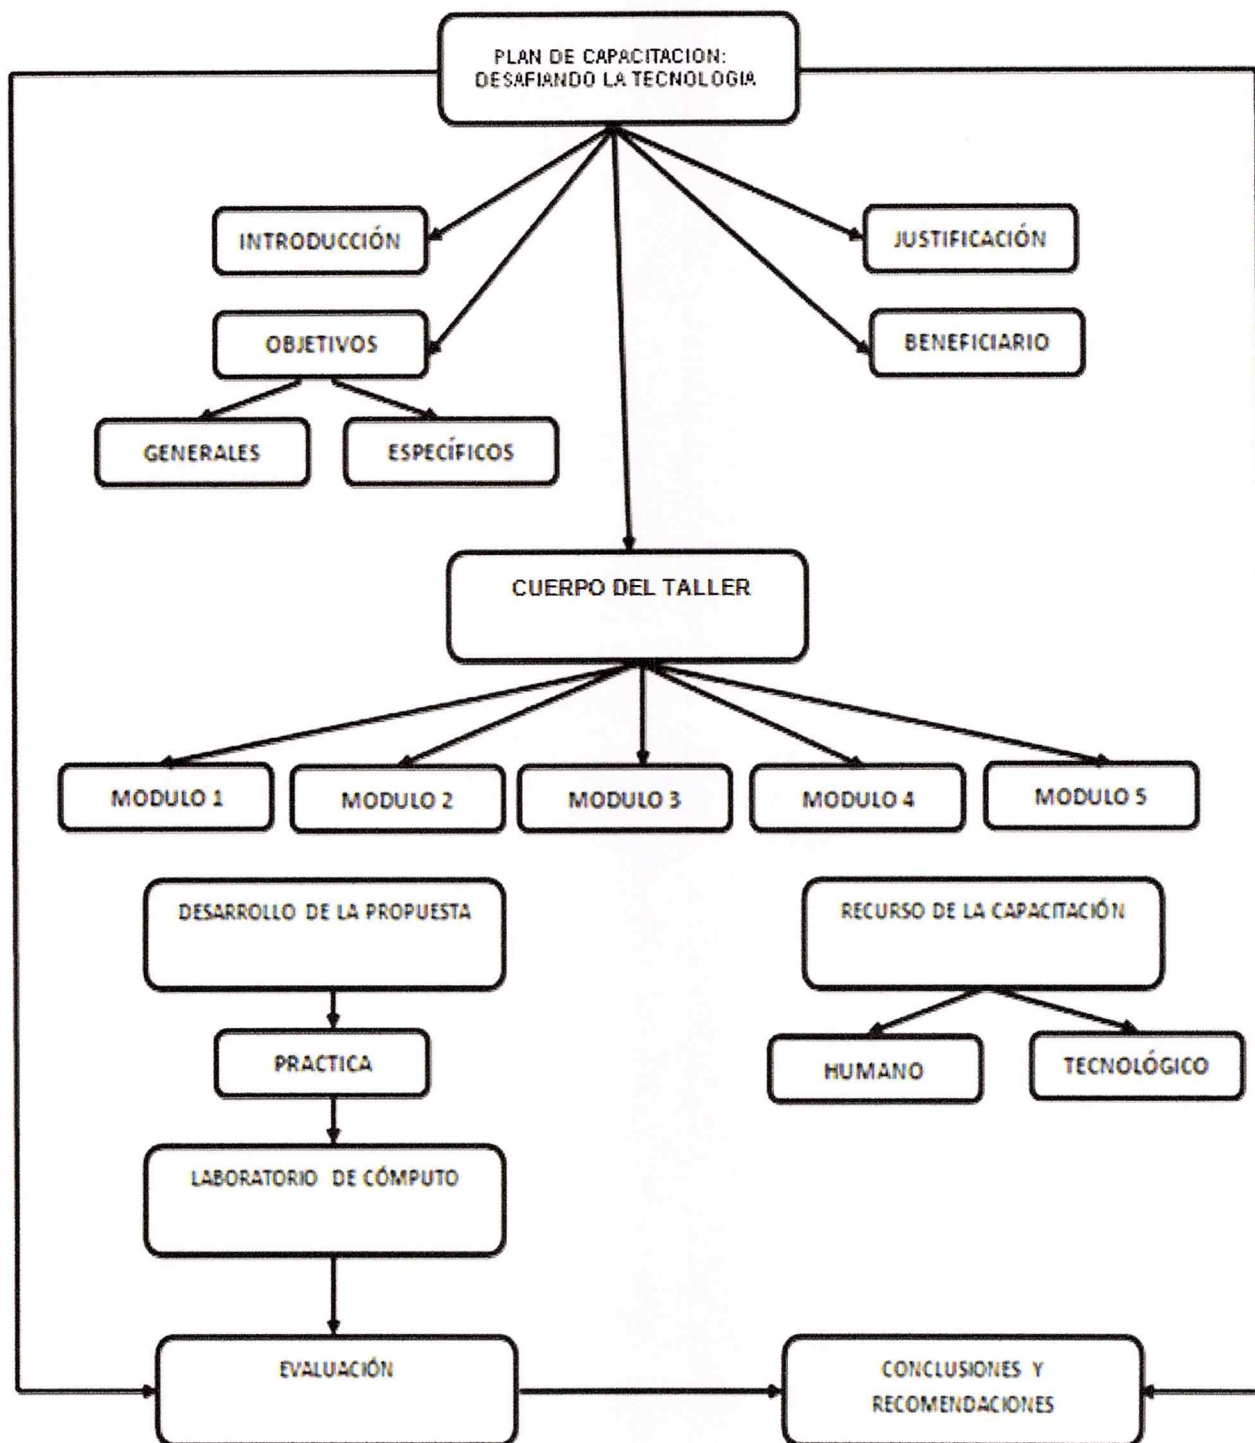 PLAN DE CAPACITACION:
DESAFIANDO LA TECNOLOGIA
INTRODUCCIÓN
JUSTIFICACIÓN
OBJETIVOS
BENEFICIARIO
GENERALES
ESPECÍFICOS
CUERPO DEL TALLER
MODULO 1
MODULO 2
MODULO 3
MODULO 4
MODULO 5
DESARROLLO DE LA PROPUESTA
RECURSO DE LA CAPACITACIÓN
PRACTICA
HUMANO
TECNOLÓGICO
LABORATORIO DE CÓMPUTO
EVALUACIÓN
CONCLUSIONES Y
RECOMENDACIONES